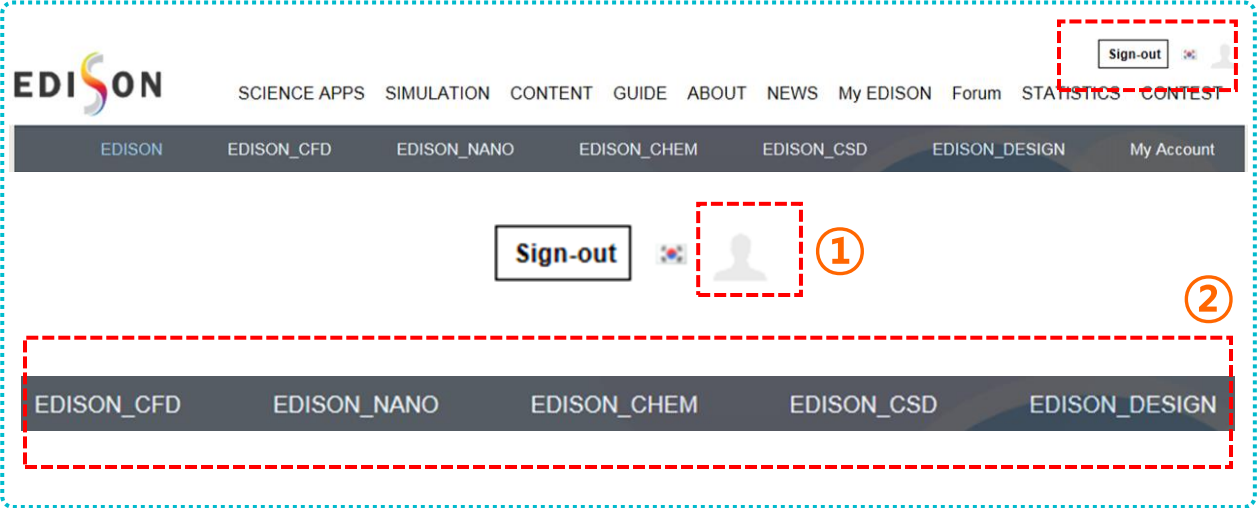 Sign-out
EDISON
SCIENCE APPS SIMULATION CONTENT GUIDE ABOUT NEWS My EDISON Forum STATISTICS CONTEST
EDISON EDISON_CFD EDISON_NANO EDISON_CHEM EDISON_CSD EDISON_DESIGN My Account
Sign-out ①
②
EDISON_CFD EDISON_NANO EDISON_CHEM EDISON_CSD EDISON_DESIGN